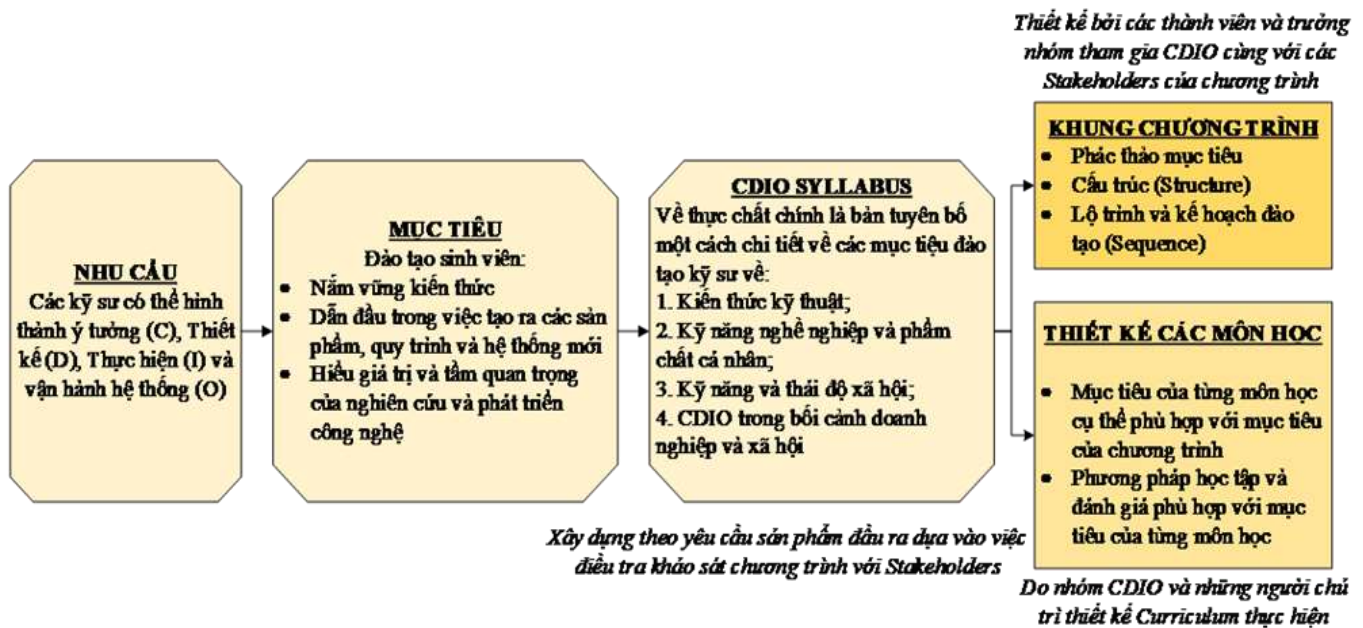 NHU CẦU
Các kỹ sư có thể hình
thành ý tưởng (C), Thiết
kế (D), Thực hiện (I) và
vận hành hệ thống (O)
MỤC TIÊU
Đào tạo sinh viên:
• Nắm vững kiến thức
• Dẫn đầu trong việc tạo ra các sản
phẩm, quy trình và hệ thống mới
• Hiểu giá trị và tầm quan trọng
của nghiên cứu và phát triển
công nghệ
CDIO SYLLABUS
Về thực chất chính là bản tuyên bố
một cách chi tiết về các mục tiệu đào
tạo kỹ sư về:
1. Kiến thức kỹ thuật;
2. Kỹ năng nghề nghiệp và phẩm
chất cá nhân;
3. Kỹ năng và thái độ xã hội;
4. CDIO trong bối cảnh doanh
nghiệp và xã hội
Xây dựng theo yêu cầu sản phẩm đầu ra dựa vào việc
điều tra khảo sát chương trình với Stakeholders
Thiết kế bởi các thành viên và trưởng
nhóm tham gia CDIO cùng với các
Stakeholders của chương trình
KHUNG CHƯƠNG TRÌNH
• Phác thảo mục tiêu
• Cấu trúc (Structure)
• Lộ trình và kế hoạch đào
tạo (Sequence)
THIẾT KẾ CÁC MÔN HỌC
• Mục tiêu của từng môn học
cụ thể phù hợp với mục tiêu
của chương trình
• Phương pháp học tập và
đánh giá phù hợp với mục
tiêu của từng môn học
Do nhóm CDIO và những người chủ
trì thiết kế Curriculum thực hiện